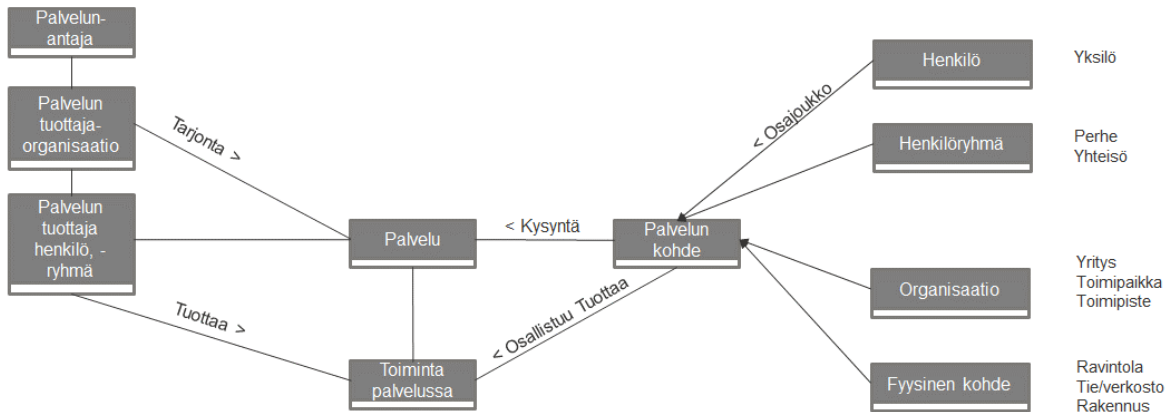 Palvelun-
antaja
Palvelun
tuottaja-
organisaatio
Palvelun
tuottaja
henkilö, -
ryhmä
Tarjonta >
Tuottaa >
Palvelu
Toiminta
palvelussa
< Kysyntä
< Osallistuu Tuottaa
Palvelun
kohde
< Osajoukko
Henkilö
Yksilö
Henkilöryhmä
Perhe
Yhteisö
Organisaatio
Yritys
Toimipaikka
Toimipiste
Fyysinen kohde
Ravintola
Tie/verkosto
Rakennus